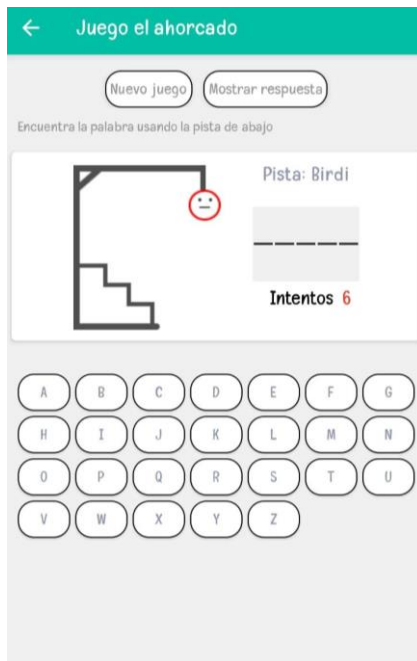 Juego el ahorcado
Nuevo juego Mostrar respuesta
Encuentra la palabra usando la pista de abajo
Pista: Birdi
_ _ _ _ _
Intentos 6
A B C D E F G
H I J K L M N
O P Q R S T U
V W X Y Z